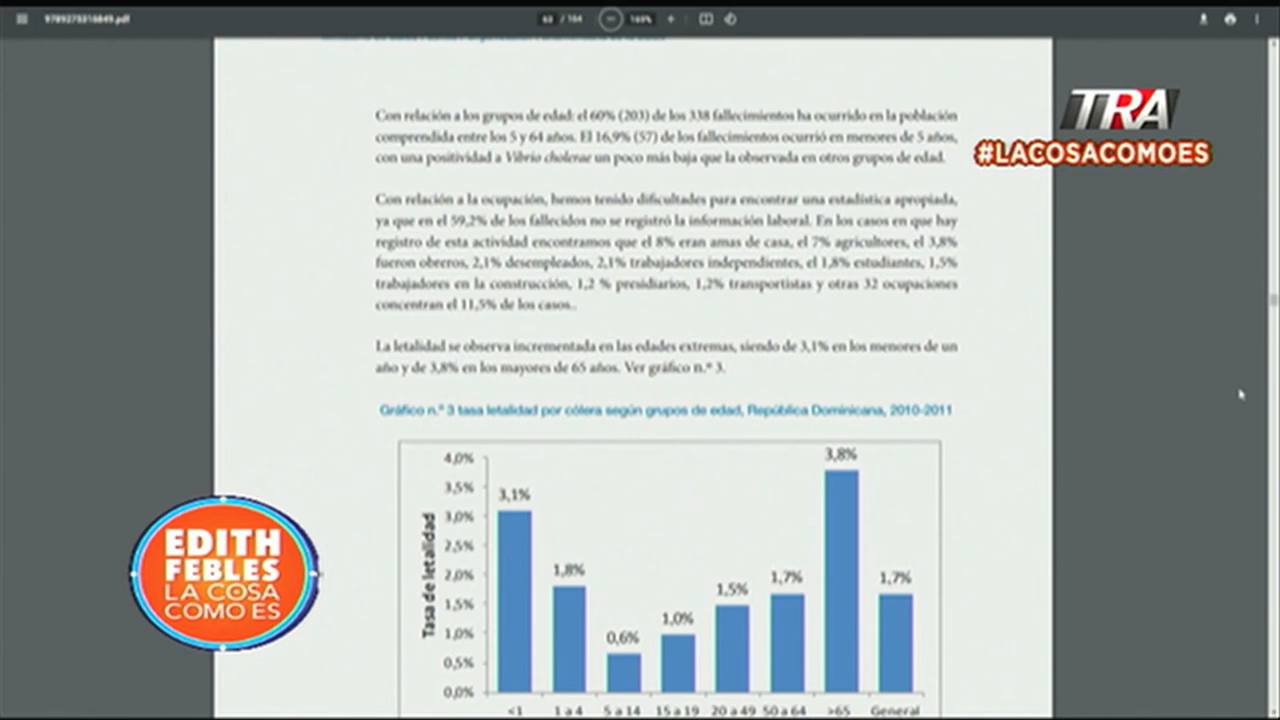 9789275316849.pdf
63 / 164
160%
TRA
#LACOSACOMOES
Con relación a los grupos de edad: el 60% (203) de los 338 fallecimientos ha ocurrido en la población
comprendida entre los 5 y 64 años. El 16,9% (57) de los fallecimientos ocurrió en menores de 5 años,
con una positividad a Vibrio cholerae un poco más baja que la observada en otros grupos de edad.
Con relación a la ocupación, hemos tenido dificultades para encontrar una estadística apropiada,
ya que en el 59,2% de los fallecidos no se registró la información laboral. En los casos en que hay
registro de esta actividad encontramos que el 8% eran amas de casa, el 7% agricultores, el 3,8%
fueron obreros, 2,1% desempleados, 2,1% trabajadores independientes, el 1,8% estudiantes, 1,5%
trabajadores en la construcción, 1,2 % presidiarios, 1,2% transportistas y otras 32 ocupaciones
concentran el 11,5% de los casos..
La letalidad se observa incrementada en las edades extremas, siendo de 3,1% en los menores de un
año y de 3,8% en los mayores de 65 años. Ver gráfico n.º 3.
Gráfico n.º 3 tasa letalidad por cólera según grupos de edad, República Dominicana, 2010-2011
Tasa de letalidad
4,0%
3,5%
3,0%
2,5%
2,0%
1,5%
1,0%
0,5%
0,0%
3,1%
1,8%
0,6%
1,0%
1,5%
1,7%
3,8%
1,7%
<1
1 a 4
5 a 14
15 a 19
20 a 49
50 a 64
>65
General
EDITH
FEBLES
LA COSA
COMO ES